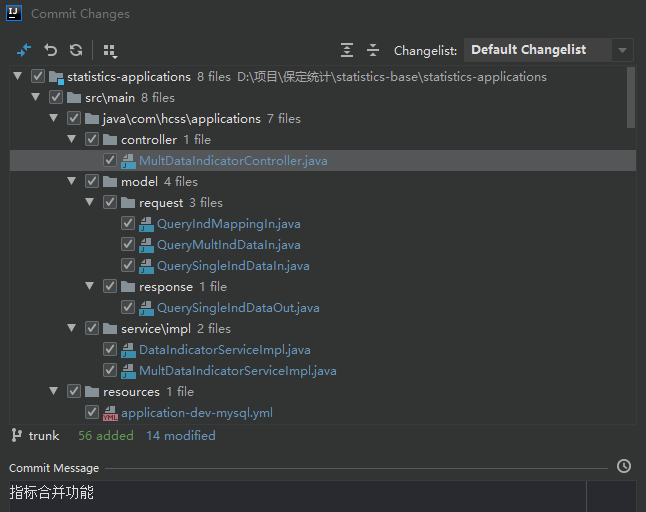 Commit Changes
Changelist: Default Changelist
statistics-applications 8 files D:\项目\保定统计\statistics-base\statistics-applications
src\main 8 files
java\com\hcss\applications 7 files
controller 1 file
MultDataIndicatorController.java
model 4 files
request 3 files
QueryIndMappingIn.java
QueryMultIndDataIn.java
QuerySingleIndDataIn.java
response 1 file
QuerySingleIndDataOut.java
service\impl 2 files
DataIndicatorServiceImpl.java
MultDataIndicatorServiceImpl.java
resources 1 file
application-dev-mysql.yml
trunk 56 added 14 modified
Commit Message
指标合并功能